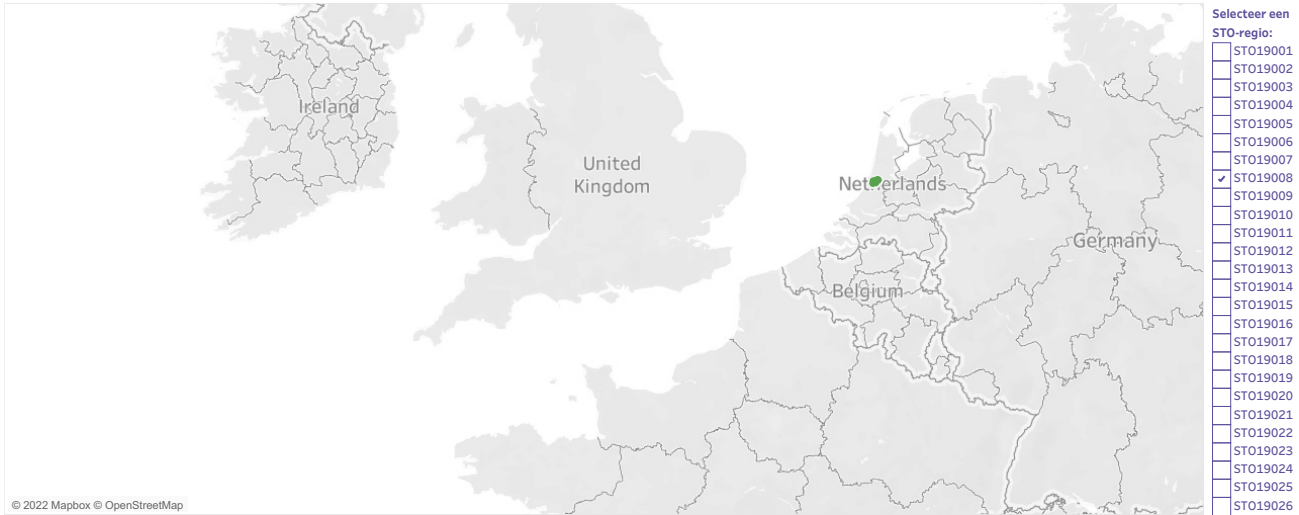 Selecteer een
STO-regio:
STO19001
STO19002
STO19003
STO19004
STO19005
STO19006
STO19007
STO19008
STO19009
STO19010
STO19011
STO19012
STO19013
STO19014
STO19015
STO19016
STO19017
STO19018
STO19019
STO19020
STO19021
STO19022
STO19023
STO19024
STO19025
STO19026
Ireland
United
Kingdom
Netherlands
Germany
Belgium
© 2022 Mapbox © OpenStreetMap